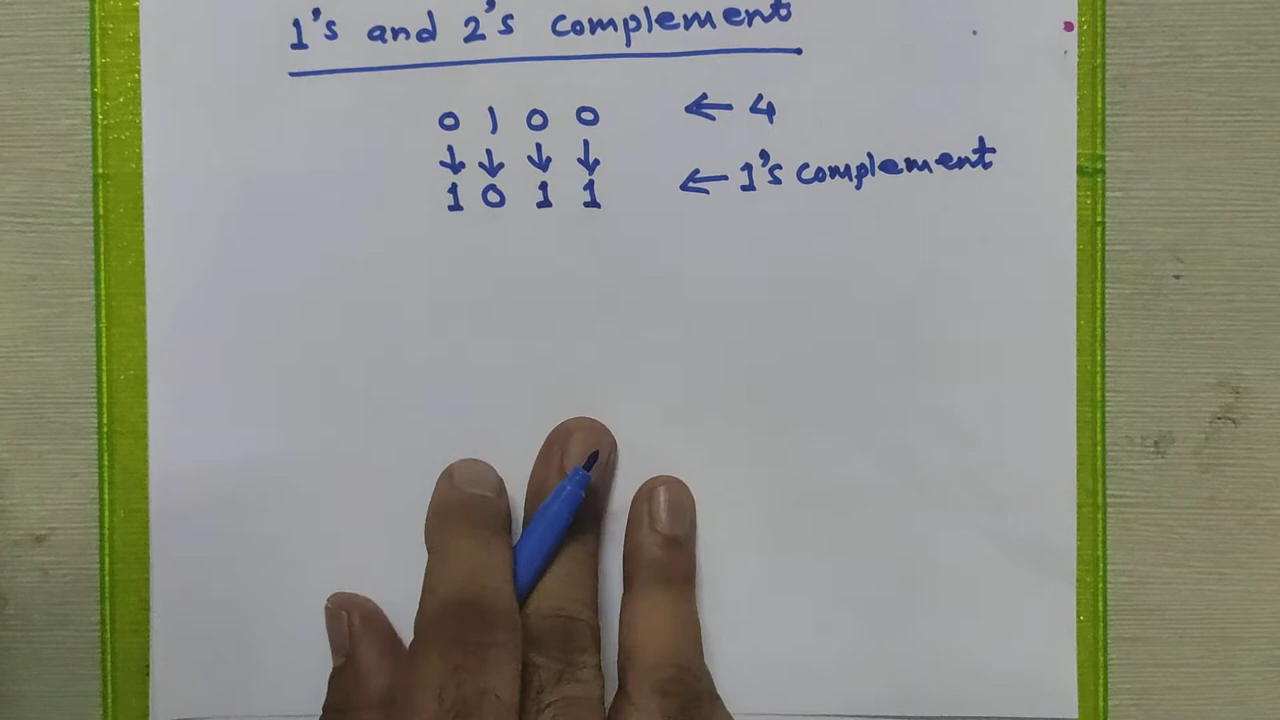 1's and 2's complement
0 1 0 0 ← 4
↓ ↓ ↓ ↓
1 0 1 1 ← 1's complement